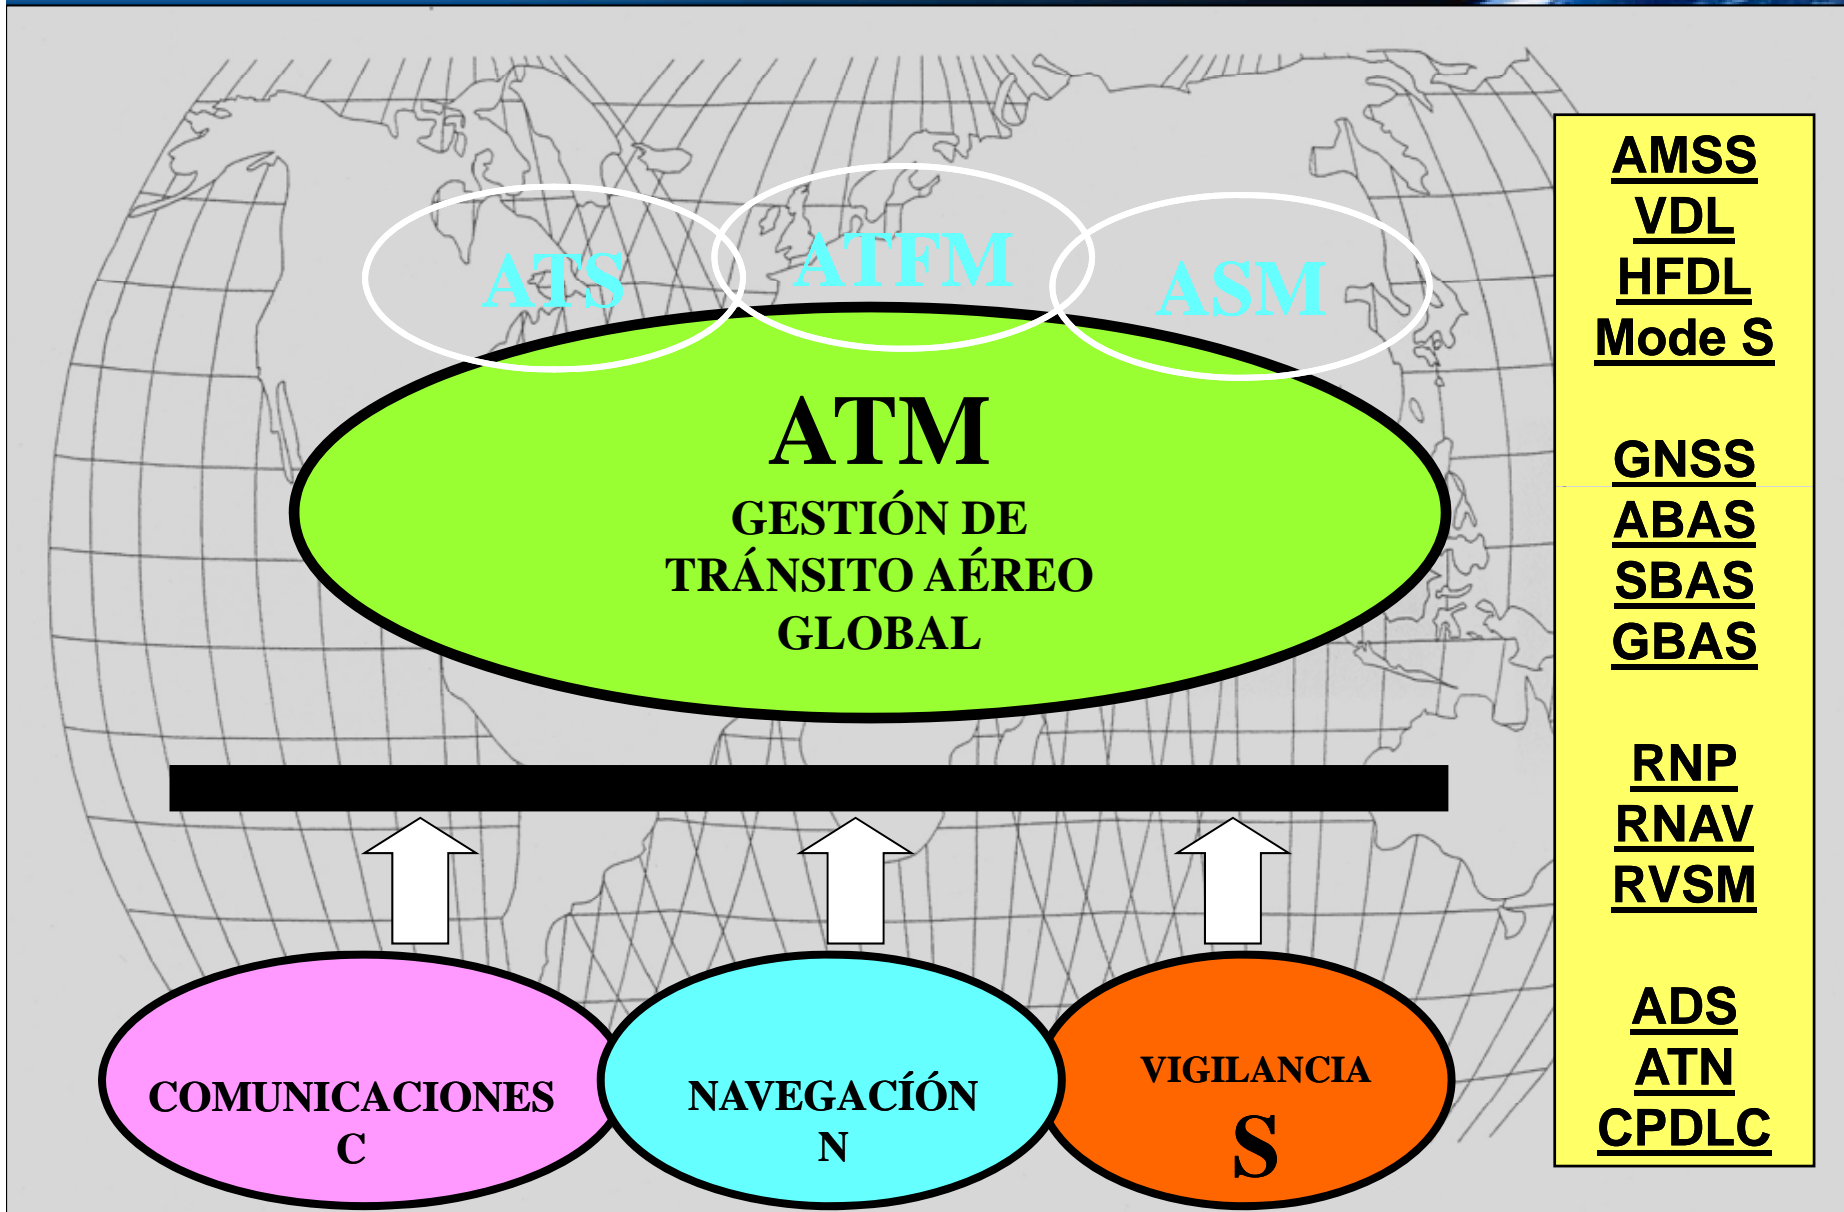 ATS
ATFM
ASM
ATM
GESTIÓN DE
TRÁNSITO AÉREO
GLOBAL
COMUNICACIONES
C
NAVEGACÍÓN
N
VIGILANCIA
S
AMSS
VDL
HFDL
Mode S
GNSS
ABAS
SBAS
GBAS
RNP
RNAV
RVSM
ADS
ATN
CPDLC